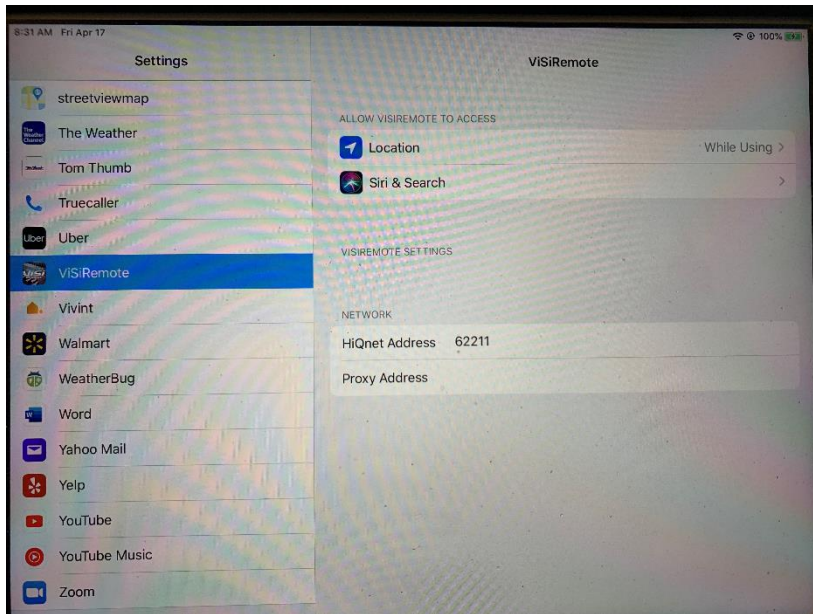 8:31 AM Fri Apr 17
100%
Settings
streetviewmap
The Weather
Tom Thumb
Truecaller
Uber
Uber
ViSiRemote
Vivint
Walmart
WeatherBug
Word
Yahoo Mail
Yelp
YouTube
YouTube Music
Zoom
ViSiRemote
ALLOW VISIREMOTE TO ACCESS
Location While Using >
Siri & Search >
VISIREMOTE SETTINGS
NETWORK
HiQnet Address 62211
Proxy Address